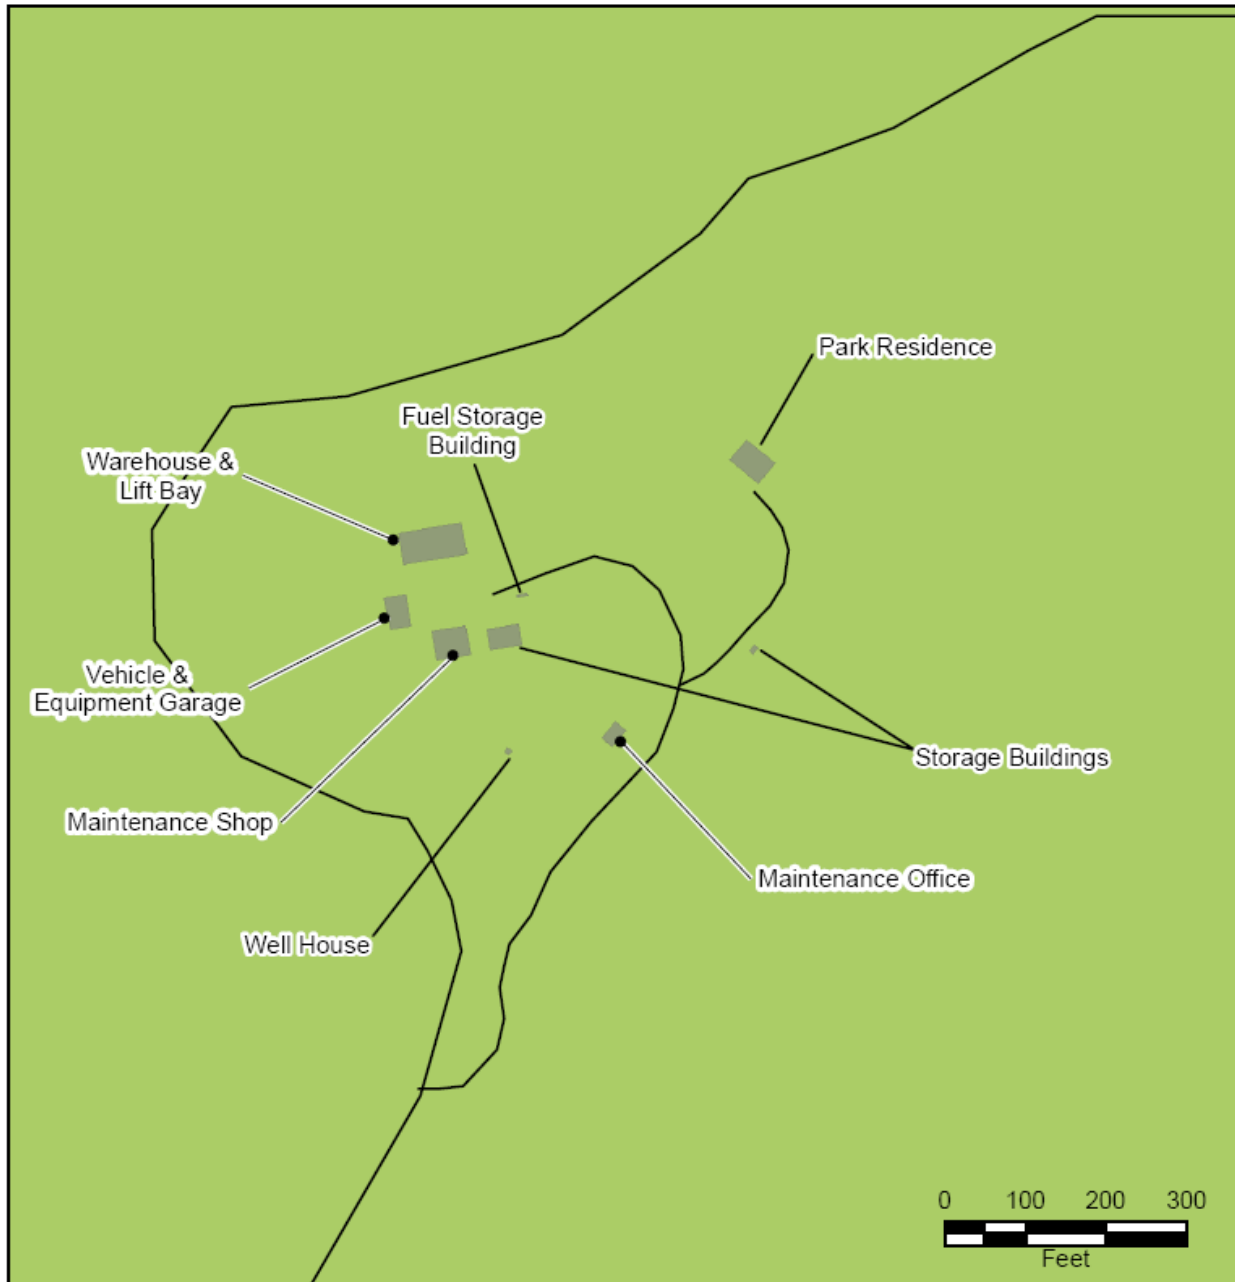 Park Residence
Fuel Storage
Building
Warehouse &
Lift Bay
Vehicle &
Equipment Garage
Storage Buildings
Maintenance Shop
Maintenance Office
Well House
0 100 200 300
Feet